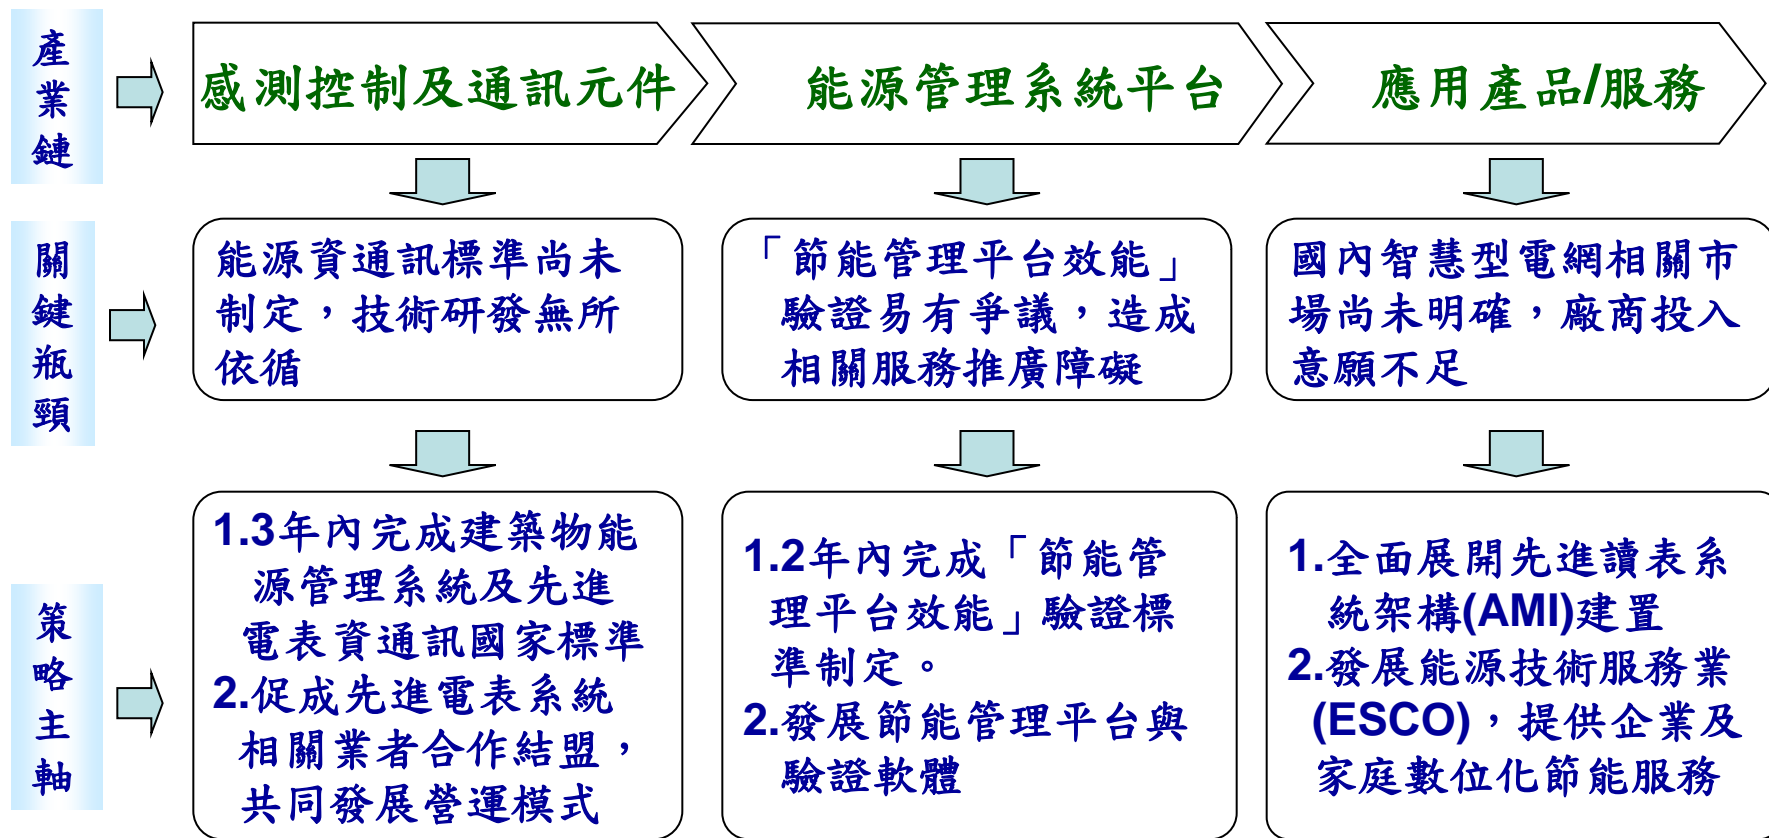 產業鏈
感測控制及通訊元件
能源管理系統平台
應用產品/服務
關鍵瓶頸
能源資通訊標準尚未
制定，技術研發無所
依循
「節能管理平台效能」
驗證易有爭議，造成
相關服務推廣障礙
國內智慧型電網相關市
場尚未明確，廠商投入
意願不足
策略主軸
1.3年內完成建築物能
源管理系統及先進
電表資通訊國家標準
2.促成先進電表系統
相關業者合作結盟，
共同發展營運模式
1.2年內完成「節能管
理平台效能」驗證標
準制定。
2.發展節能管理平台與
驗證軟體
1.全面展開先進讀表系
統架構(AMI)建置
2.發展能源技術服務業
(ESCO)，提供企業及
家庭數位化節能服務